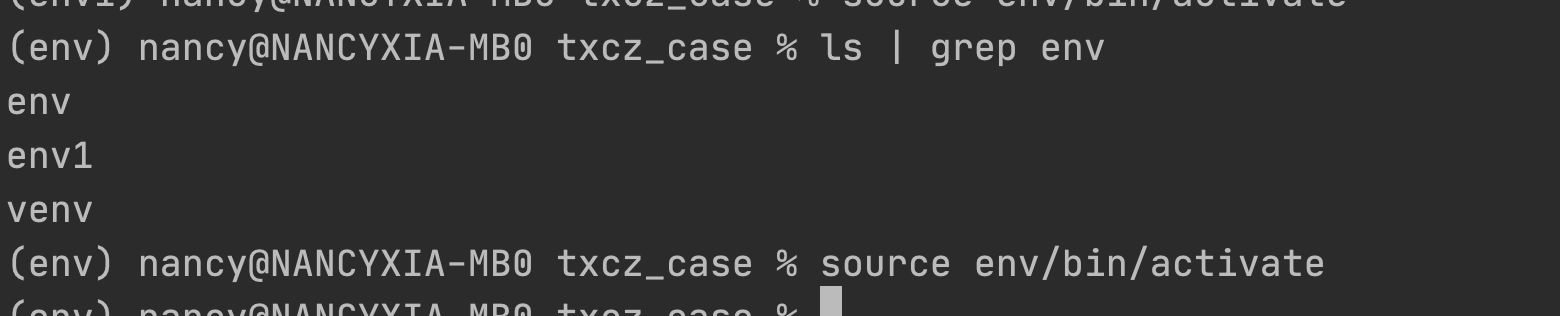 (env1) nancy@NANCYXIA-MB0 txcz_case % source env/bin/activate
(env) nancy@NANCYXIA-MB0 txcz_case % ls | grep env
env
env1
venv
(env) nancy@NANCYXIA-MB0 txcz_case % source env/bin/activate
(env) nancy@NANCYXIA-MB0 txcz_case %